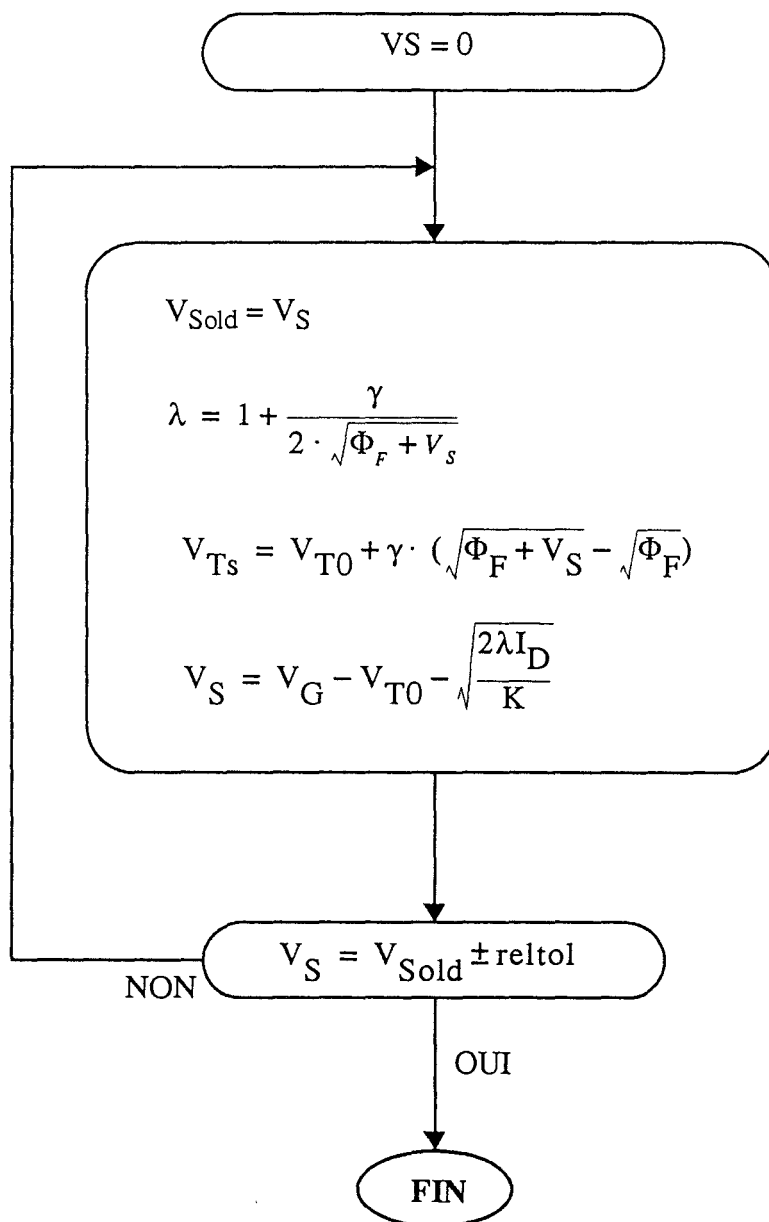 VS = 0
V_Sold = V_S
λ = 1 + γ / (2 · √(Φ_F + V_S))
V_Ts = V_T0 + γ · (√(Φ_F + V_S) − √Φ_F)
V_S = V_G − V_T0 − √(2λI_D / K)
V_S = V_Sold ± reltol
NON
OUI
FIN